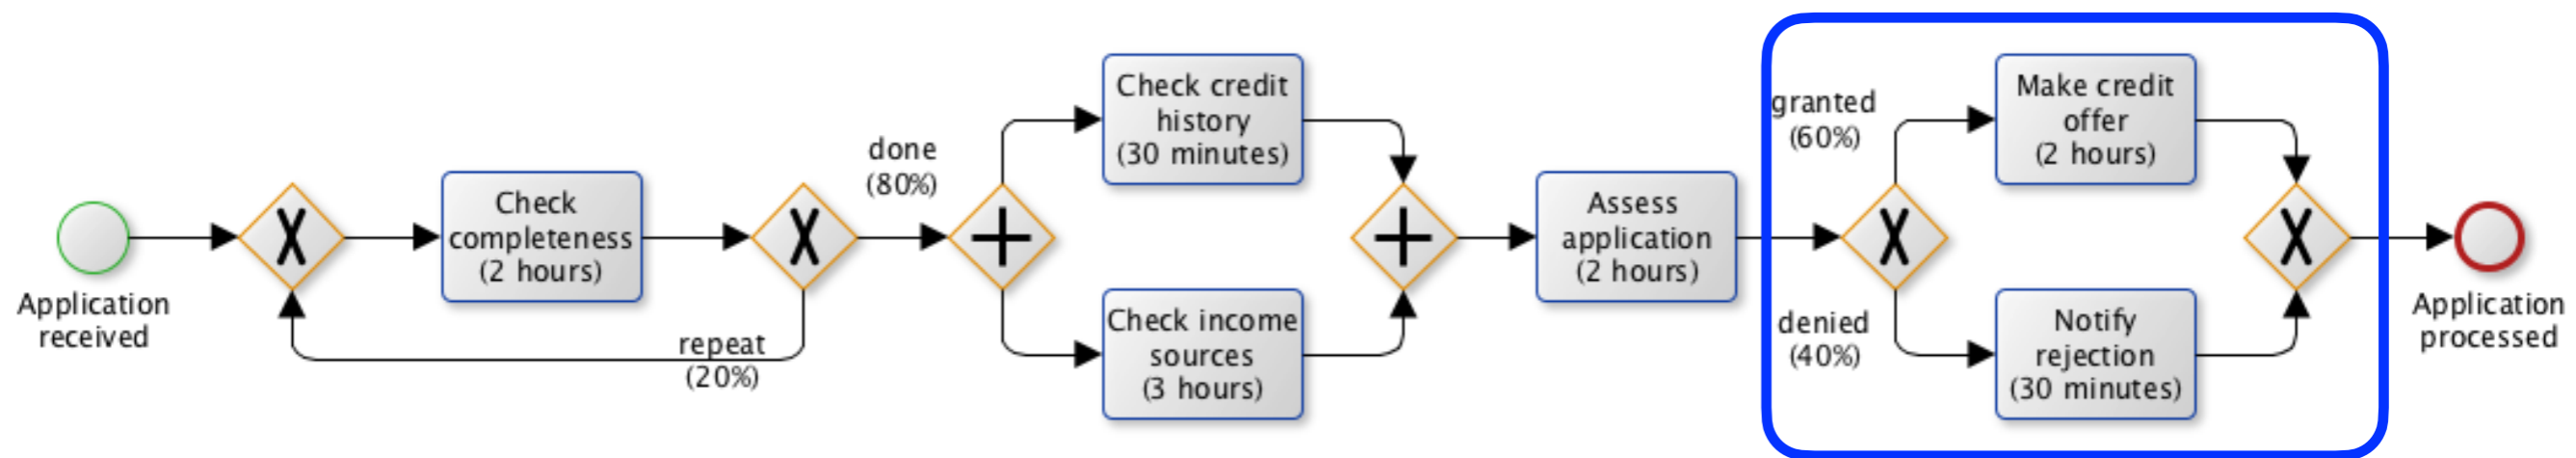 Application
received
Check
completeness
(2 hours)
repeat
(20%)
done
(80%)
Check credit
history
(30 minutes)
Check income
sources
(3 hours)
Assess
application
(2 hours)
granted
(60%)
denied
(40%)
Make credit
offer
(2 hours)
Notify
rejection
(30 minutes)
Application
processed